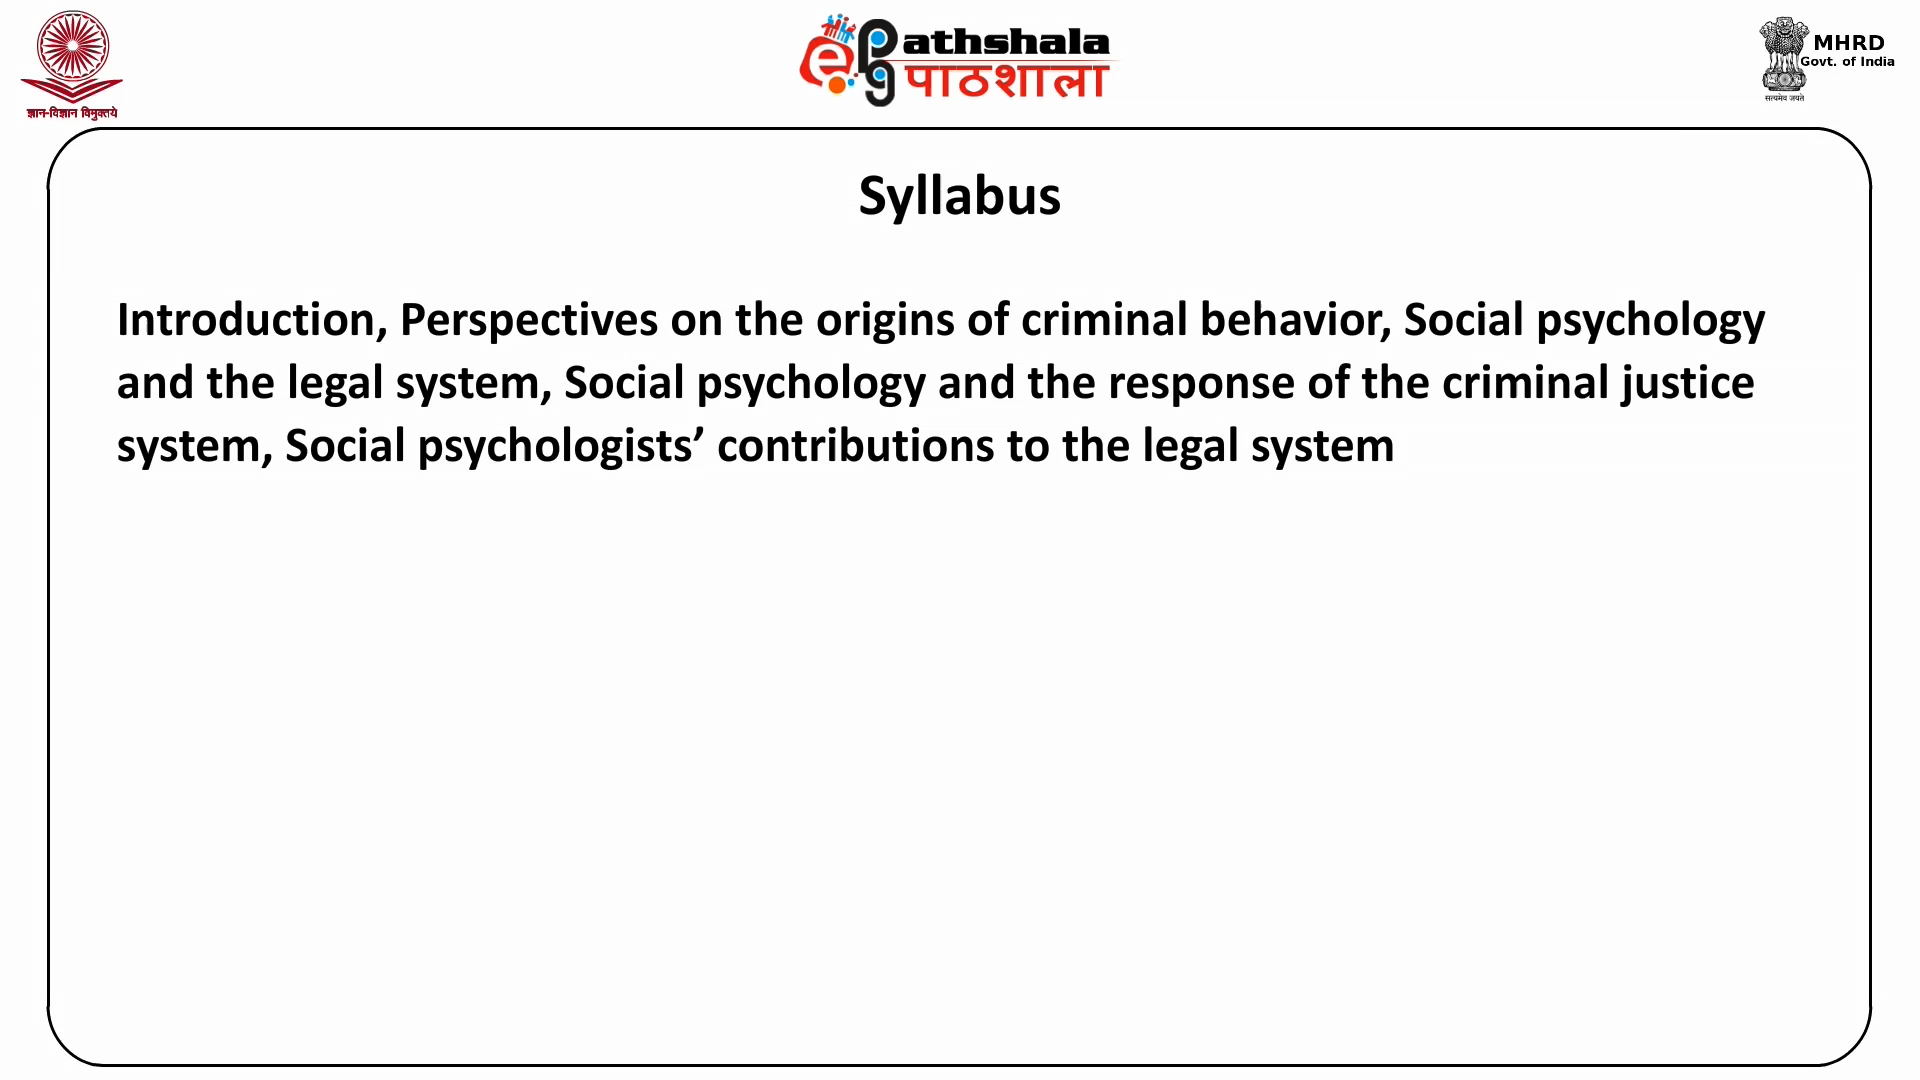 ज्ञान-विज्ञान विमुक्तये
e pg athshala
पाठशाला
MHRD
Govt. of India
सत्यमेव जयते
Syllabus
Introduction, Perspectives on the origins of criminal behavior, Social psychology
and the legal system, Social psychology and the response of the criminal justice
system, Social psychologists’ contributions to the legal system